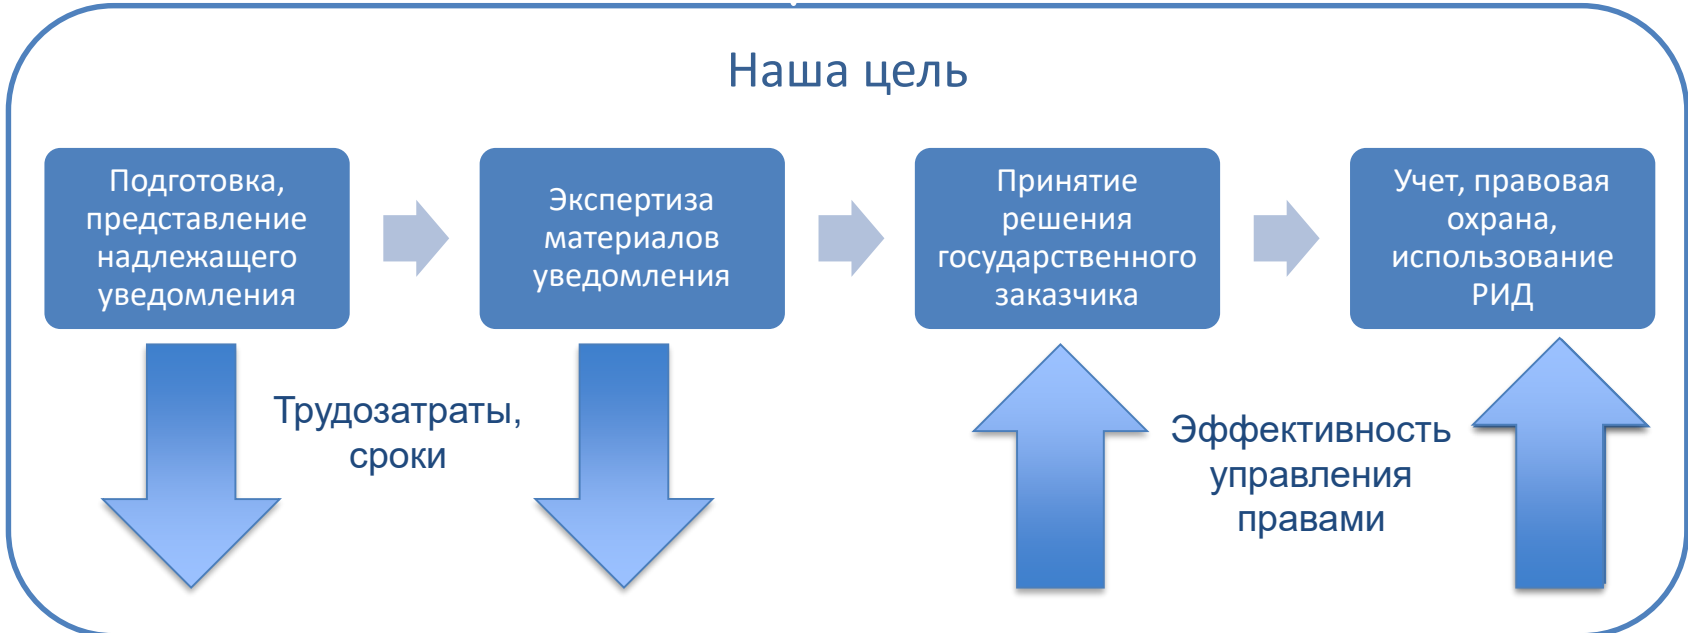 Наша цель
Подготовка,
представление
надлежащего
уведомления
Экспертиза
материалов
уведомления
Принятие
решения
государственного
заказчика
Учет, правовая
охрана,
использование
РИД
Трудозатраты,
сроки
Эффективность
управления
правами